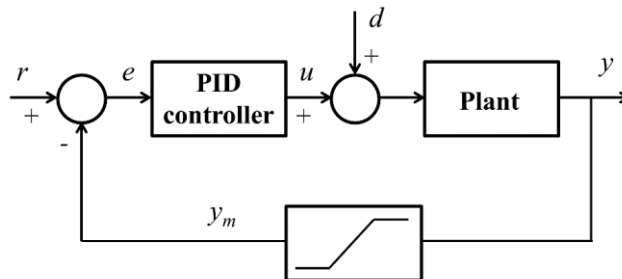 d
r
+
e
PID
controller
u
+
+
Plant
y
-
y_m